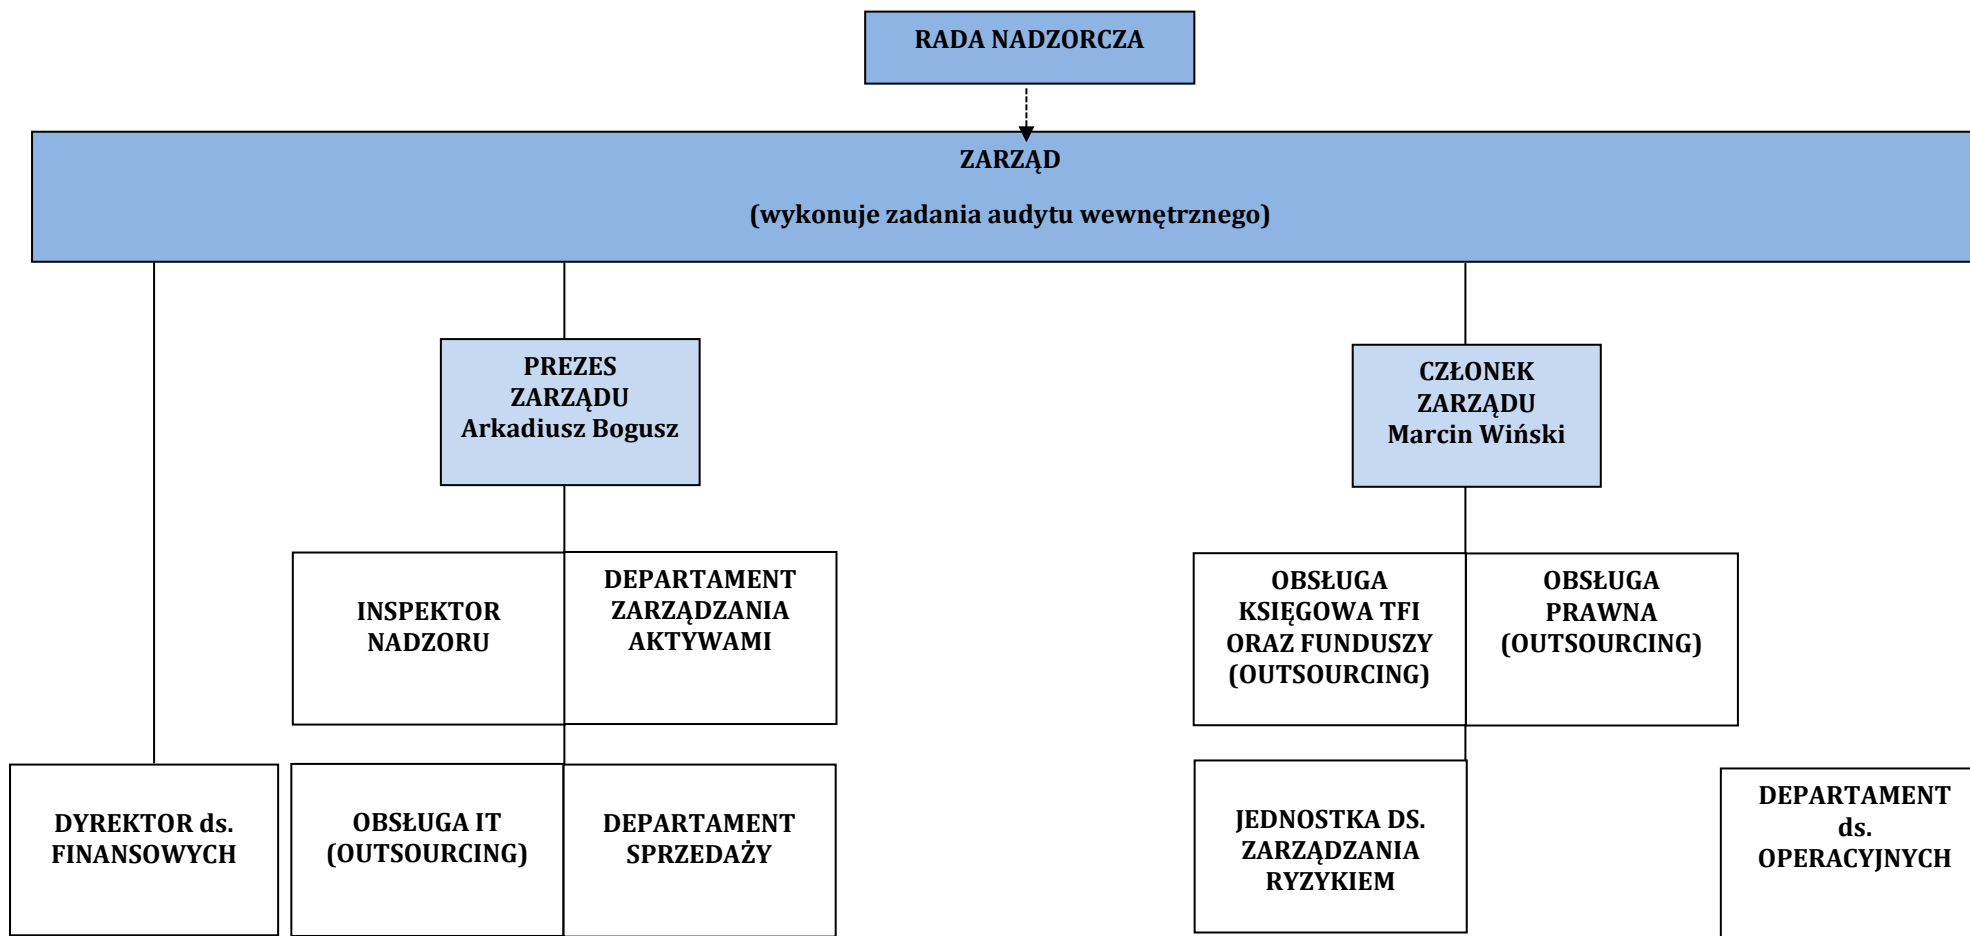 RADA NADZORCZA
ZARZĄD
(wykonuje zadania audytu wewnętrznego)
PREZES
ZARZĄDU
Arkadiusz Bogusz
CZŁONEK
ZARZĄDU
Marcin Wiński
INSPEKTOR
NADZORU
DEPARTAMENT
ZARZĄDZANIA
AKTYWAMI
OBSŁUGA
KSIĘGOWA TFI
ORAZ FUNDUSZY
(OUTSOURCING)
OBSŁUGA
PRAWNA
(OUTSOURCING)
DYREKTOR ds.
FINANSOWYCH
OBSŁUGA IT
(OUTSOURCING)
DEPARTAMENT
SPRZEDAŻY
JEDNOSTKA DS.
ZARZĄDZANIA
RYZYKIEM
DEPARTAMENT
ds.
OPERACYJNYCH